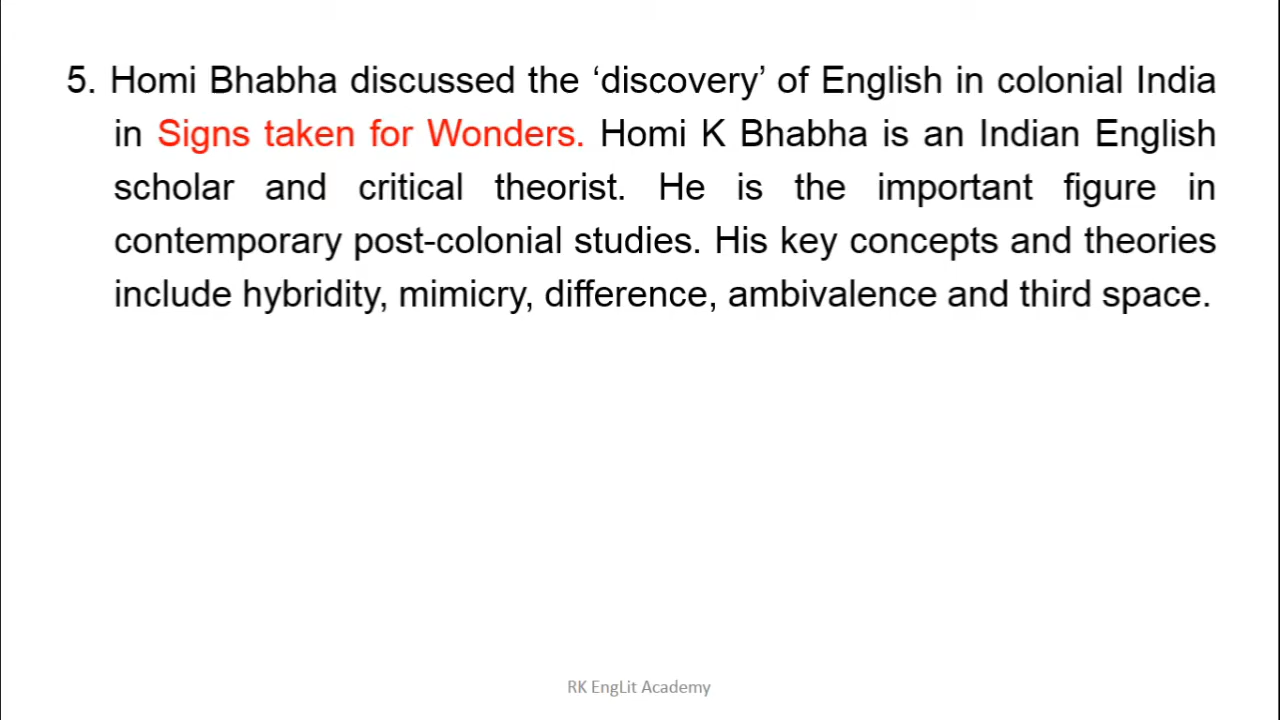 5. Homi Bhabha discussed the ‘discovery’ of English in colonial India
in Signs taken for Wonders. Homi K Bhabha is an Indian English
scholar and critical theorist. He is the important figure in
contemporary post-colonial studies. His key concepts and theories
include hybridity, mimicry, difference, ambivalence and third space.
RK EngLit Academy